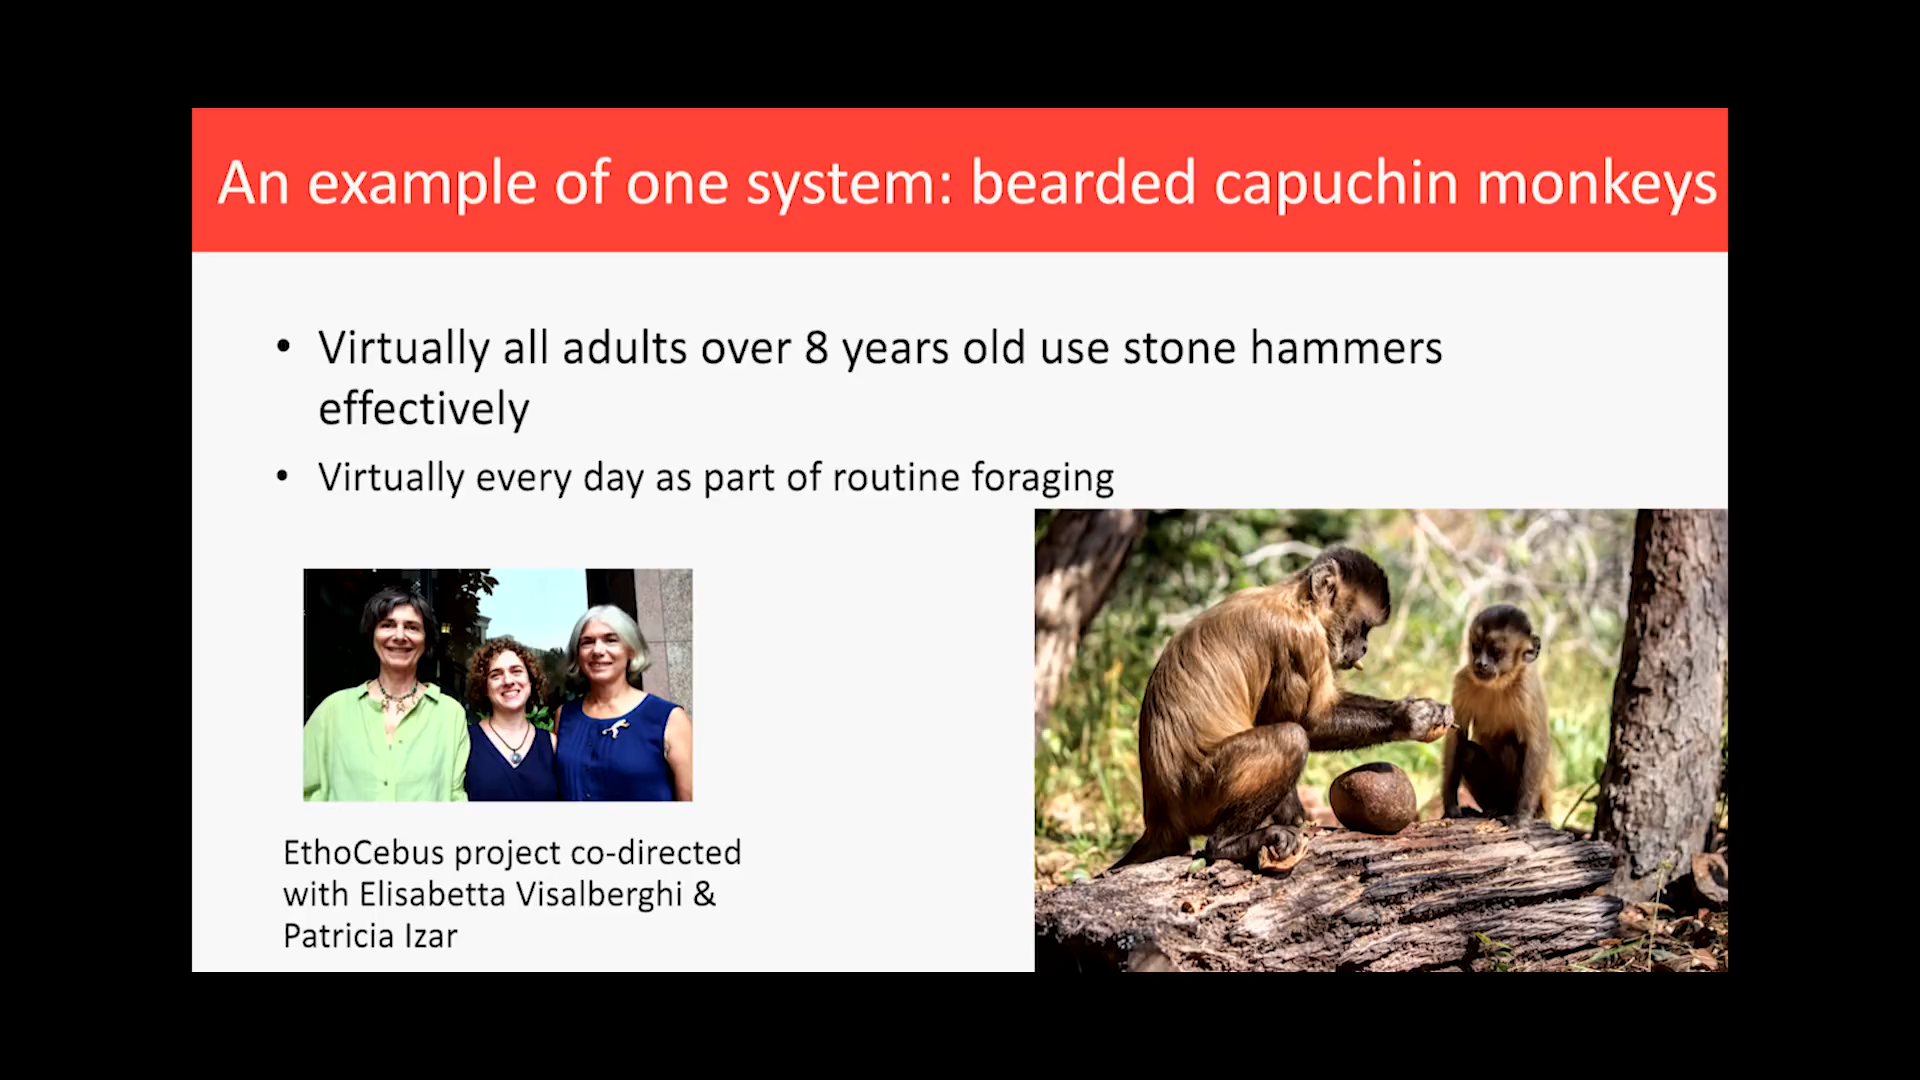 An example of one system: bearded capuchin monkeys
• Virtually all adults over 8 years old use stone hammers
effectively
• Virtually every day as part of routine foraging
EthoCebus project co-directed
with Elisabetta Visalberghi &
Patricia Izar